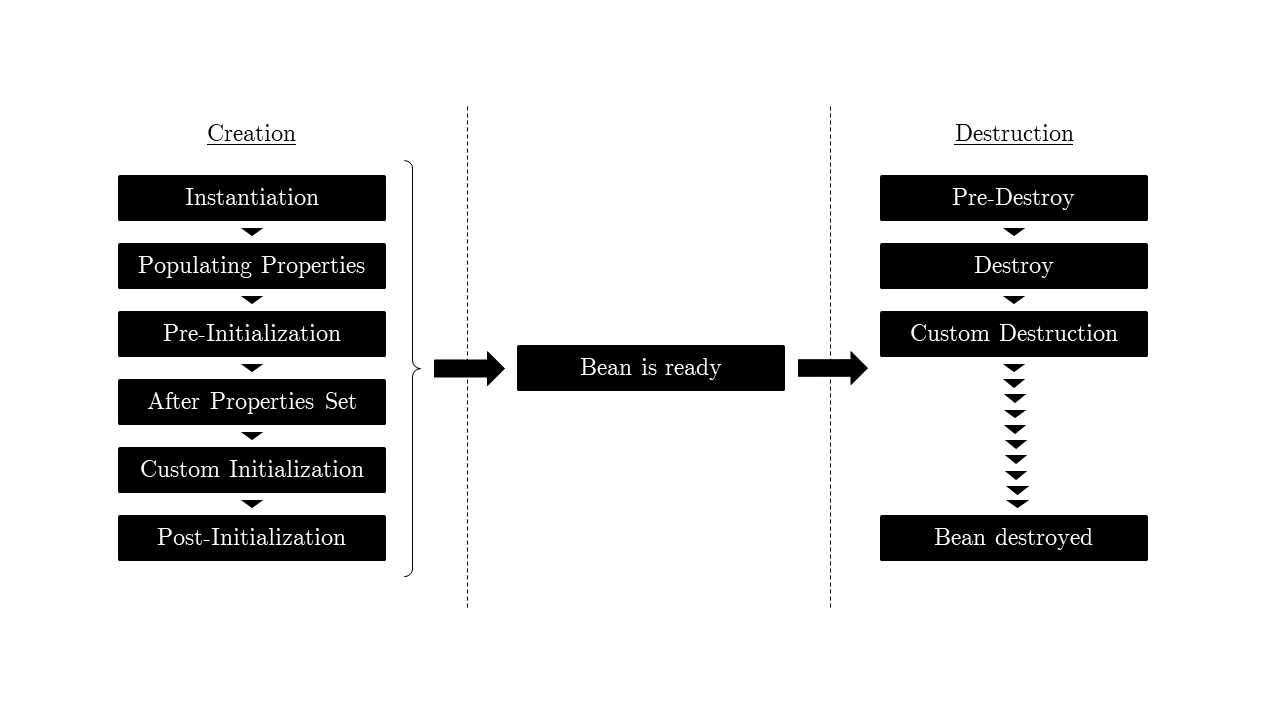 Creation
Instantiation
Populating Properties
Pre-Initialization
After Properties Set
Custom Initialization
Post-Initialization
Bean is ready
Destruction
Pre-Destroy
Destroy
Custom Destruction
Bean destroyed